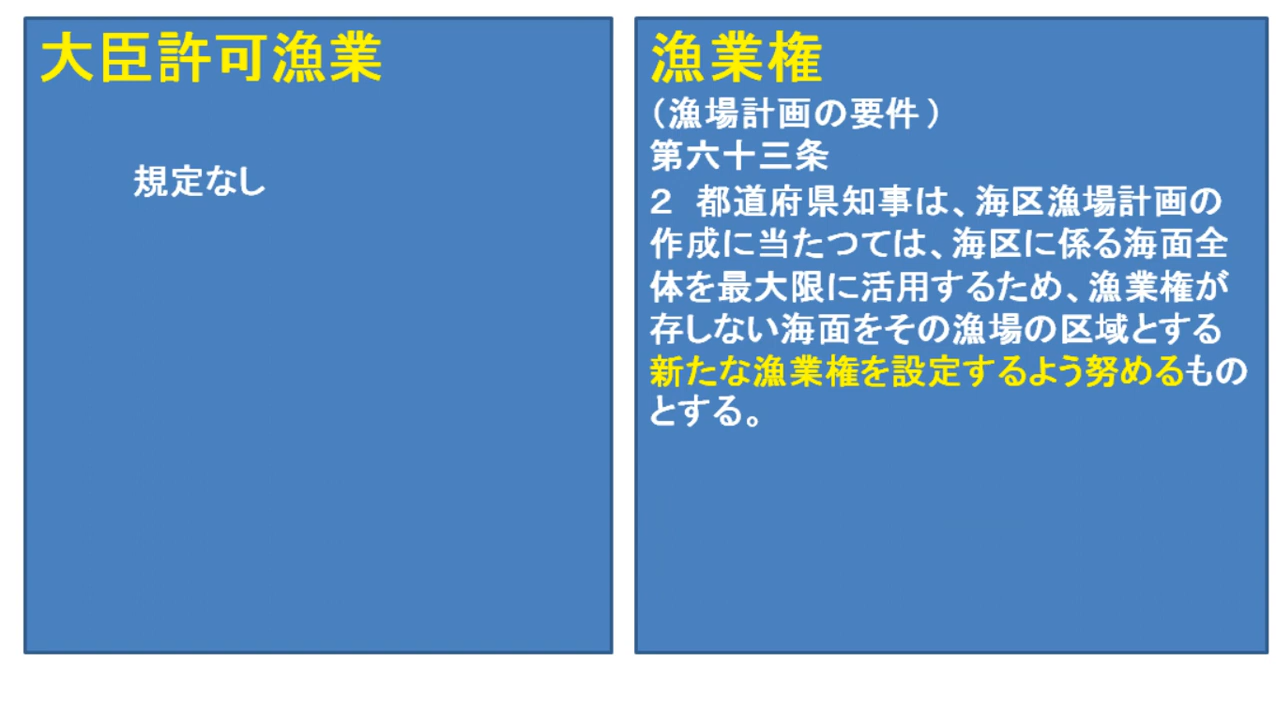 大臣許可漁業
規定なし
漁業権
（漁場計画の要件）
第六十三条
２　都道府県知事は、海区漁場計画の
作成に当たつては、海区に係る海面全
体を最大限に活用するため、漁業権が
存しない海面をその漁場の区域とする
新たな漁業権を設定するよう努めるもの
とする。